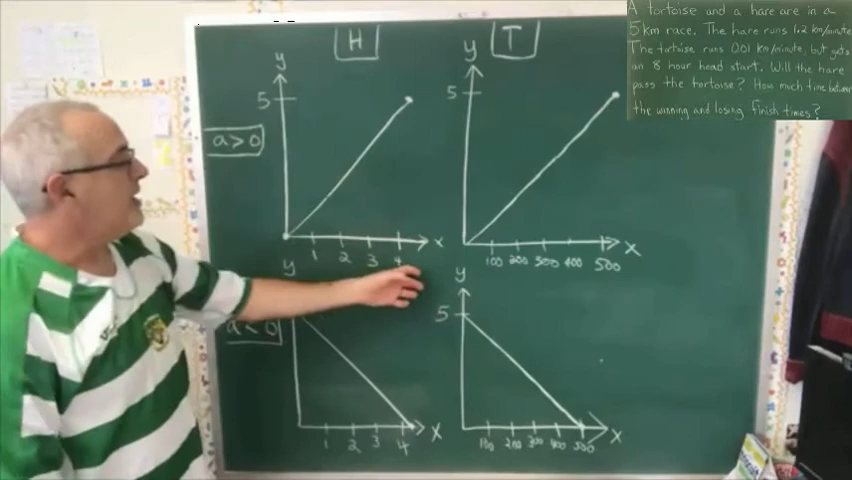 A tortoise and a hare are in a
5 km race. The hare runs 1.2 km/minute
The tortoise runs 0.01 km/minute, but gets
an 8 hour head start. Will the hare
pass the tortoise? How much time between
the winning and losing finish times?
H
T
y
y
5
5
a>0
1 2 3 4 x
100 200 300 400 500 x
y
y
5
a<0
1 2 3 4 x
100 200 300 400 500 x